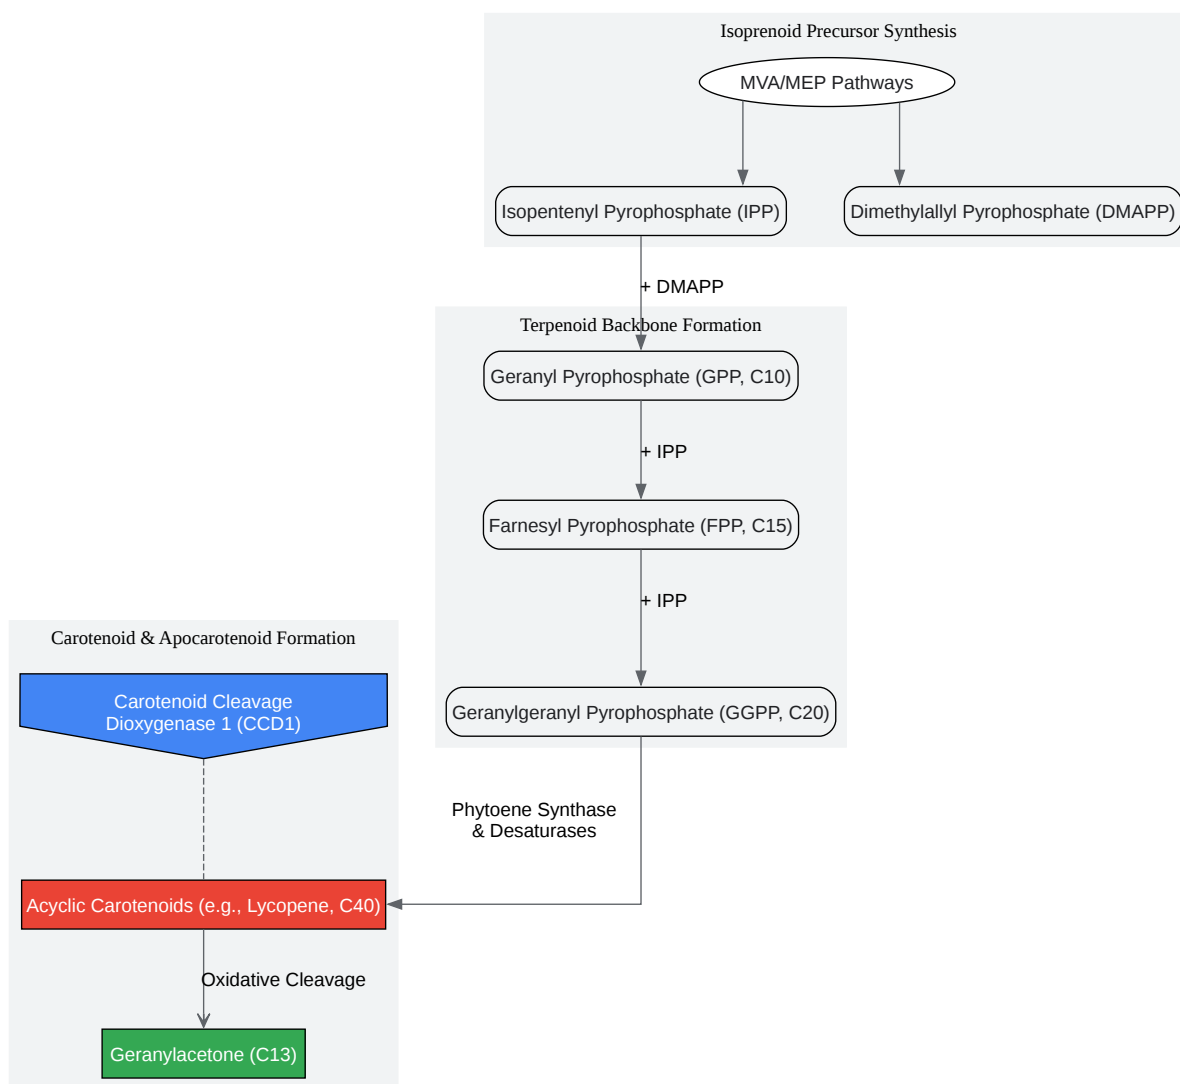 Isoprenoid Precursor Synthesis
MVA/MEP Pathways
Isopentenyl Pyrophosphate (IPP)
Dimethylallyl Pyrophosphate (DMAPP)
+ DMAPP
Terpenoid Backbone Formation
Geranyl Pyrophosphate (GPP, C10)
+ IPP
Farnesyl Pyrophosphate (FPP, C15)
+ IPP
Geranylgeranyl Pyrophosphate (GGPP, C20)
Phytoene Synthase
& Desaturases
Carotenoid & Apocarotenoid Formation
Carotenoid Cleavage
Dioxygenase 1 (CCD1)
Acyclic Carotenoids (e.g., Lycopene, C40)
Oxidative Cleavage
Geranylacetone (C13)